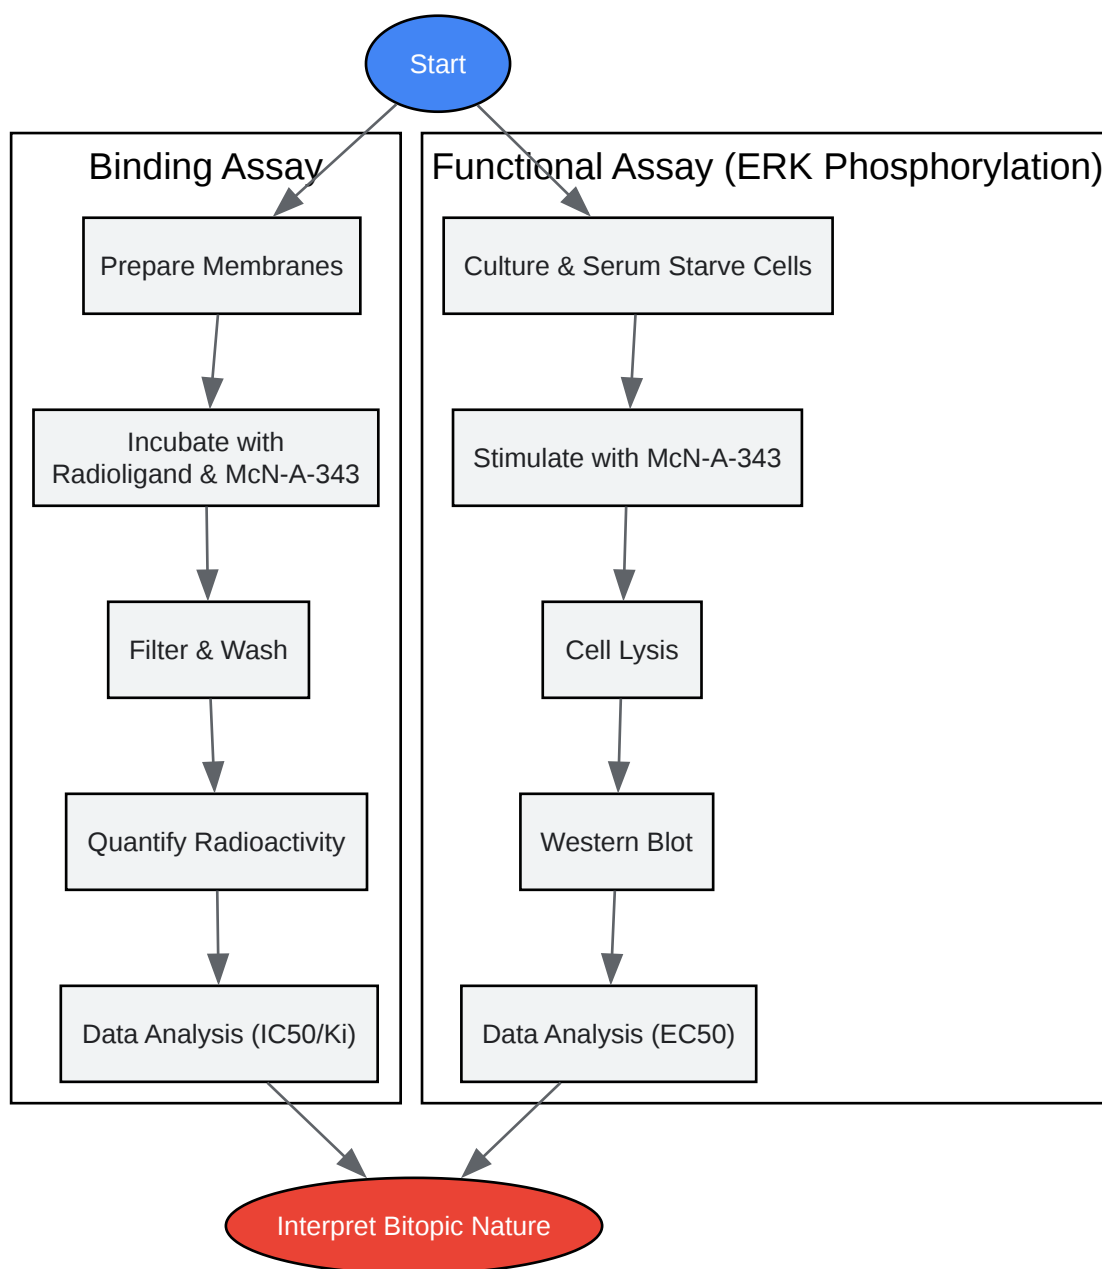 Start
Binding Assay
Prepare Membranes
Incubate with
Radioligand & McN-A-343
Filter & Wash
Quantify Radioactivity
Data Analysis (IC50/Ki)
Functional Assay (ERK Phosphorylation)
Culture & Serum Starve Cells
Stimulate with McN-A-343
Cell Lysis
Western Blot
Data Analysis (EC50)
Interpret Bitopic Nature